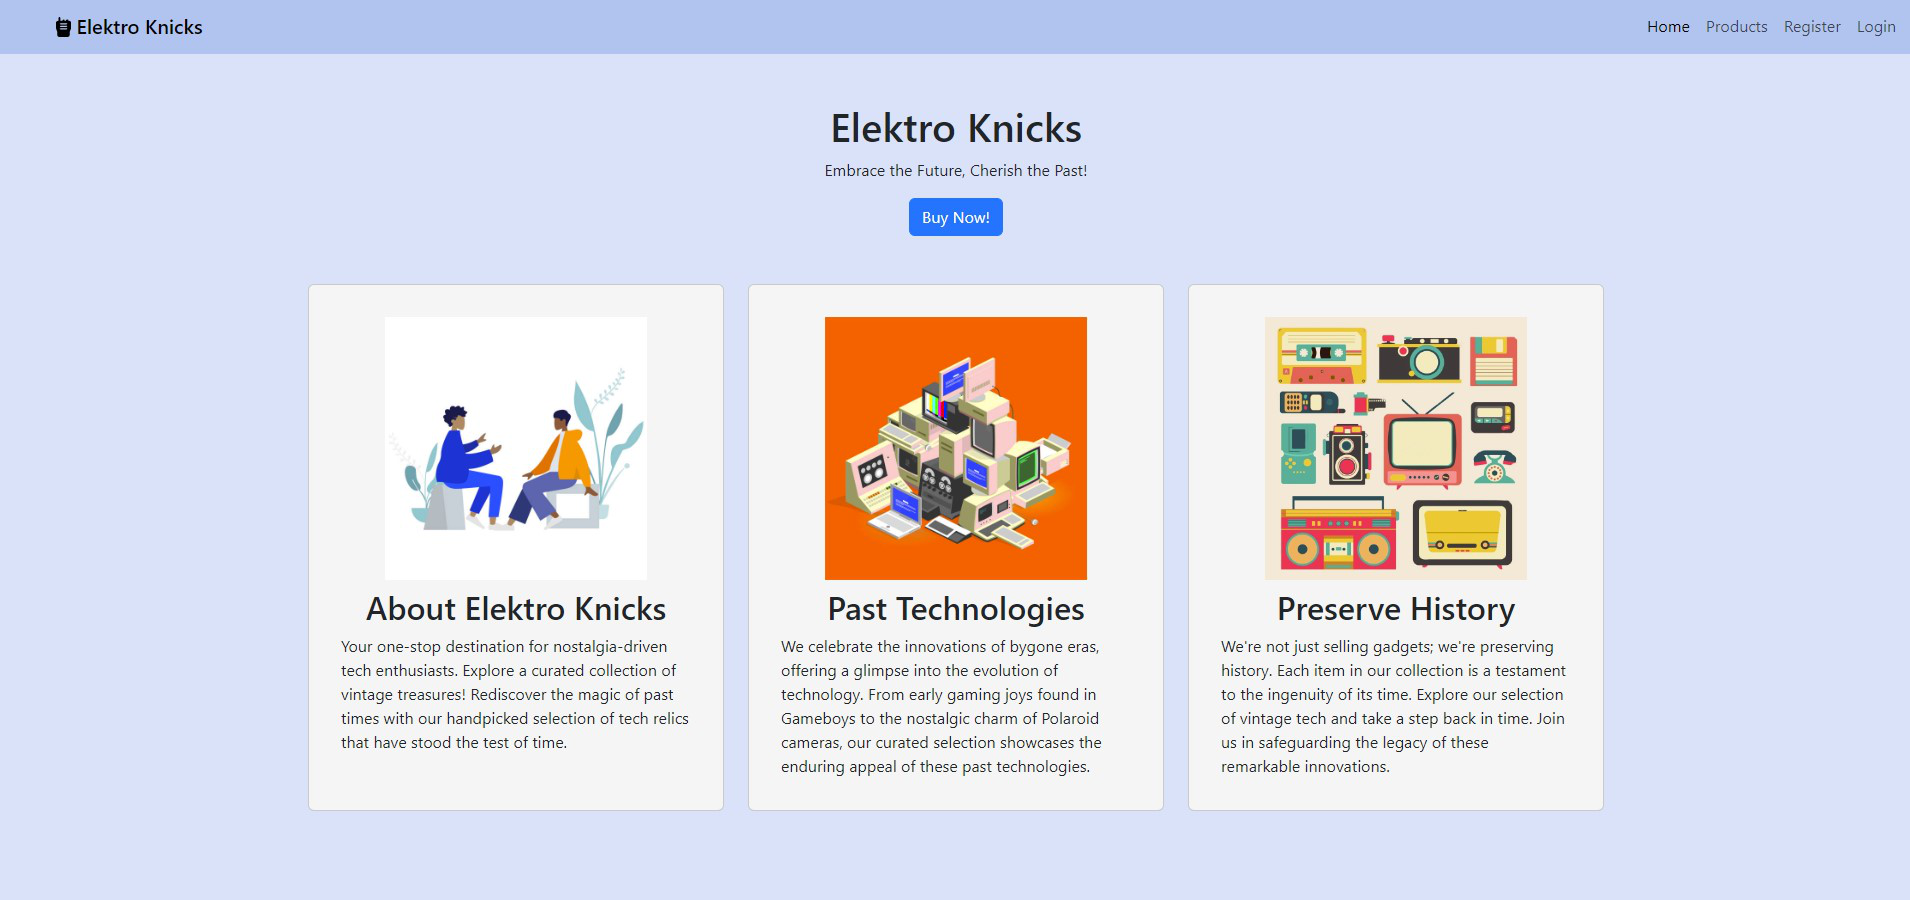 Elektro Knicks
Home Products Register Login
Elektro Knicks
Embrace the Future, Cherish the Past!
Buy Now!
About Elektro Knicks
Your one-stop destination for nostalgia-driven
tech enthusiasts. Explore a curated collection of
vintage treasures! Rediscover the magic of past
times with our handpicked selection of tech relics
that have stood the test of time.
Past Technologies
We celebrate the innovations of bygone eras,
offering a glimpse into the evolution of
technology. From early gaming joys found in
Gameboys to the nostalgic charm of Polaroid
cameras, our curated selection showcases the
enduring appeal of these past technologies.
Preserve History
We're not just selling gadgets; we're preserving
history. Each item in our collection is a testament
to the ingenuity of its time. Explore our selection
of vintage tech and take a step back in time. Join
us in safeguarding the legacy of these
remarkable innovations.